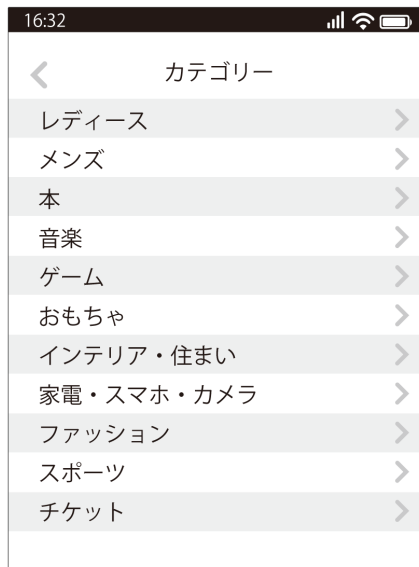 16:32
カテゴリー
レディース
メンズ
本
音楽
ゲーム
おもちゃ
インテリア・住まい
家電・スマホ・カメラ
ファッション
スポーツ
チケット